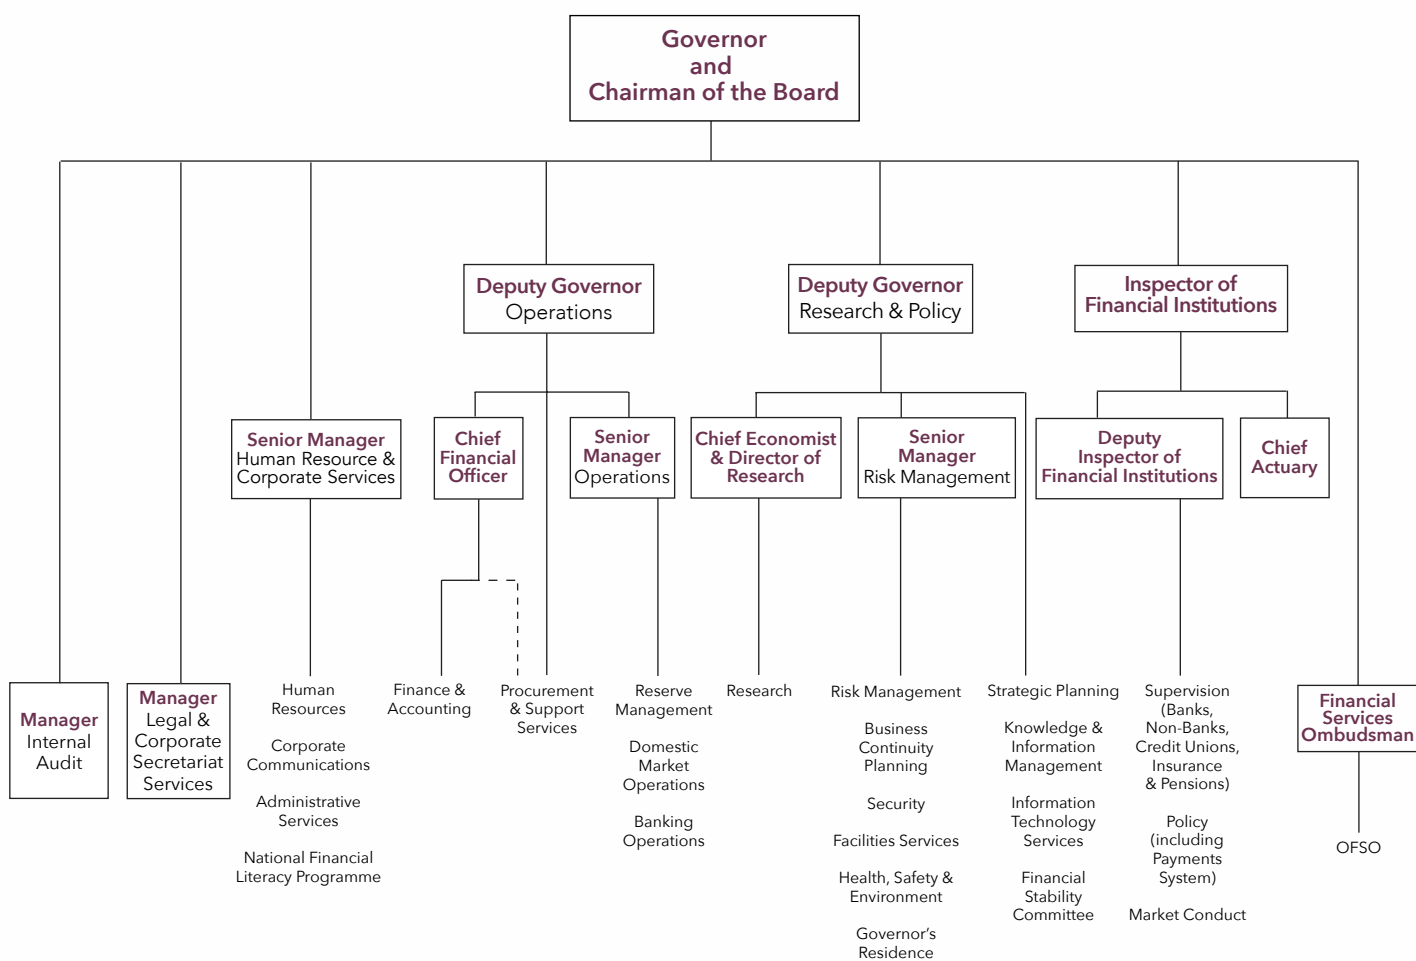 Governor
and
Chairman of the Board
Deputy Governor
Operations
Deputy Governor
Research & Policy
Inspector of
Financial Institutions
Senior Manager
Human Resource &
Corporate Services
Chief
Financial
Officer
Senior
Manager
Operations
Chief Economist
& Director of
Research
Senior
Manager
Risk Management
Deputy
Inspector of
Financial Institutions
Chief
Actuary
Manager
Internal
Audit
Manager
Legal &
Corporate
Secretariat
Services
Human
Resources
Corporate
Communications
Administrative
Services
National Financial
Literacy Programme
Finance &
Accounting
Procurement
& Support
Services
Reserve
Management
Domestic
Market
Operations
Banking
Operations
Research
Risk Management
Business
Continuity
Planning
Security
Facilities Services
Health, Safety &
Environment
Governor's
Residence
Strategic Planning
Knowledge &
Information
Management
Information
Technology
Services
Financial
Stability
Committee
Supervision
(Banks,
Non-Banks,
Credit Unions,
Insurance
& Pensions)
Policy
(including
Payments
System)
Market Conduct
Financial
Services
Ombudsman
OFSO